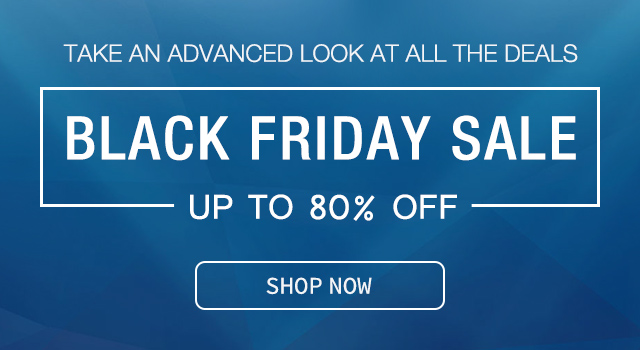 TAKE AN ADVANCED LOOK AT ALL THE DEALS
BLACK FRIDAY SALE
UP TO 80% OFF
SHOP NOW